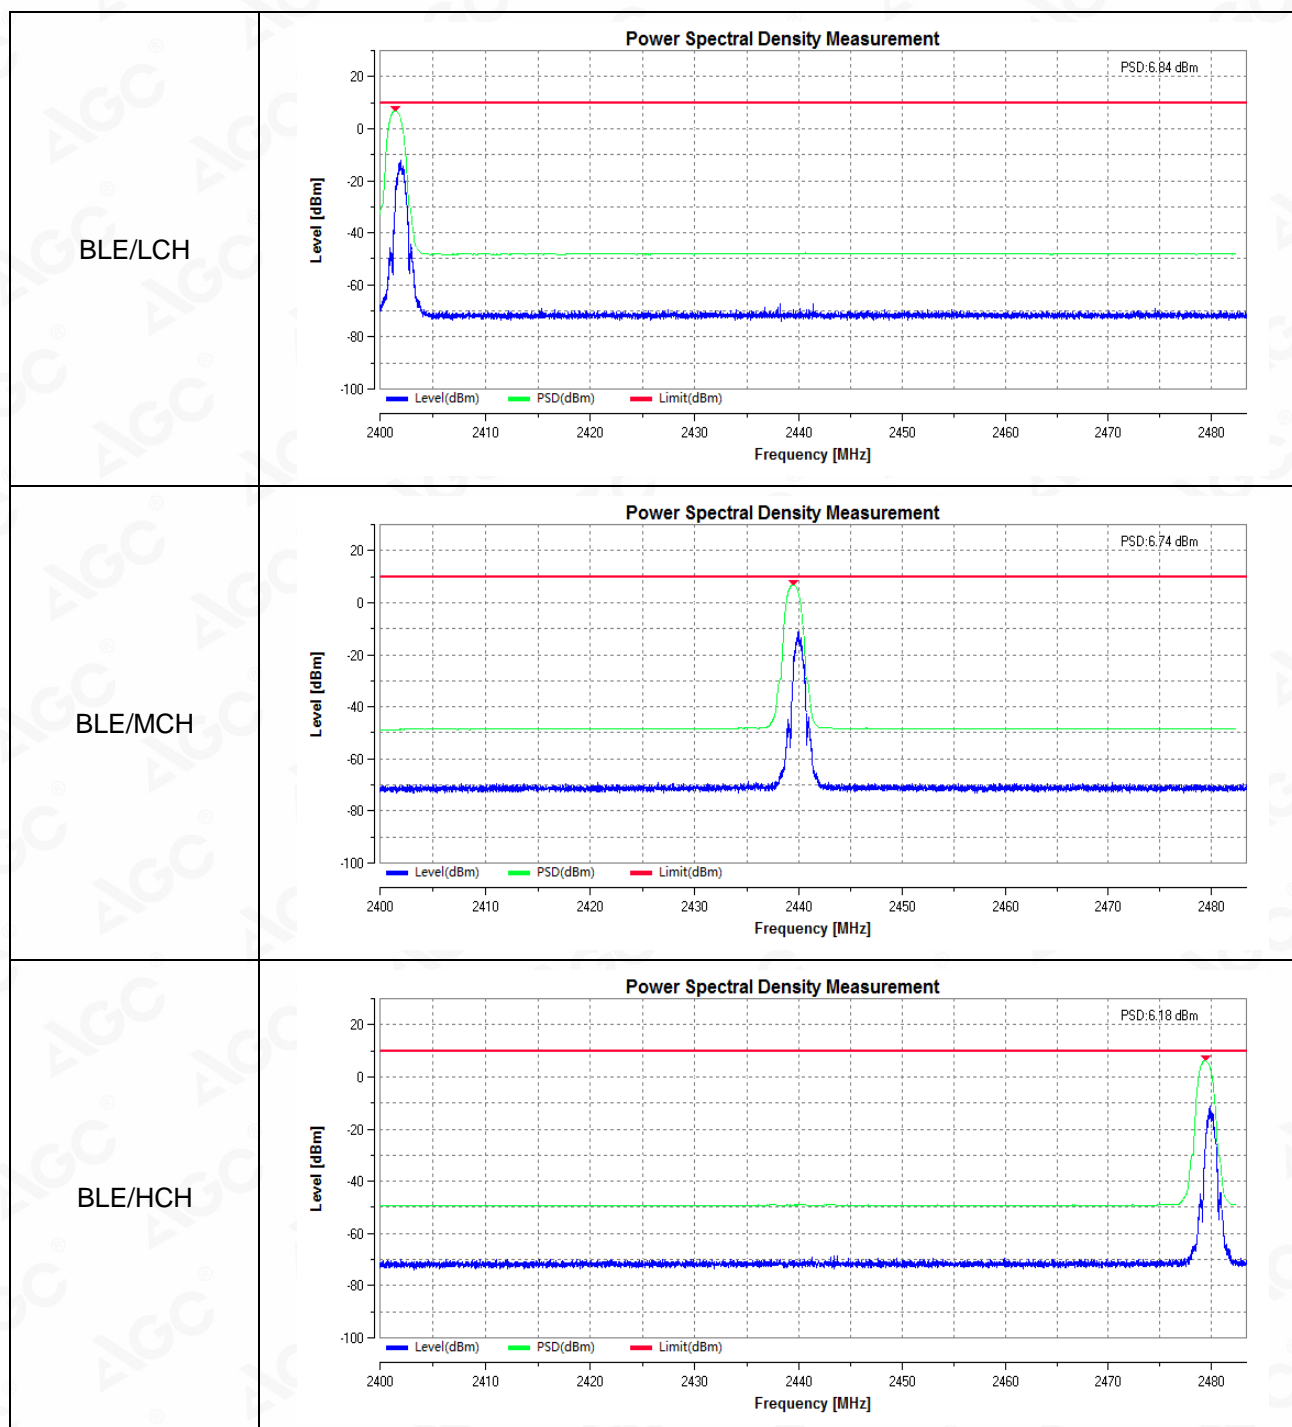 BLE/LCH
Power Spectral Density Measurement
PSD:6.84 dBm
Level [dBm]
20
0
-20
-40
-60
-80
-100
Level(dBm) PSD(dBm) Limit(dBm)
2400 2410 2420 2430 2440 2450 2460 2470 2480
Frequency [MHz]
BLE/MCH
Power Spectral Density Measurement
PSD:6.74 dBm
Level [dBm]
20
0
-20
-40
-60
-80
-100
Level(dBm) PSD(dBm) Limit(dBm)
2400 2410 2420 2430 2440 2450 2460 2470 2480
Frequency [MHz]
BLE/HCH
Power Spectral Density Measurement
PSD:6.18 dBm
Level [dBm]
20
0
-20
-40
-60
-80
-100
Level(dBm) PSD(dBm) Limit(dBm)
2400 2410 2420 2430 2440 2450 2460 2470 2480
Frequency [MHz]
AGC®